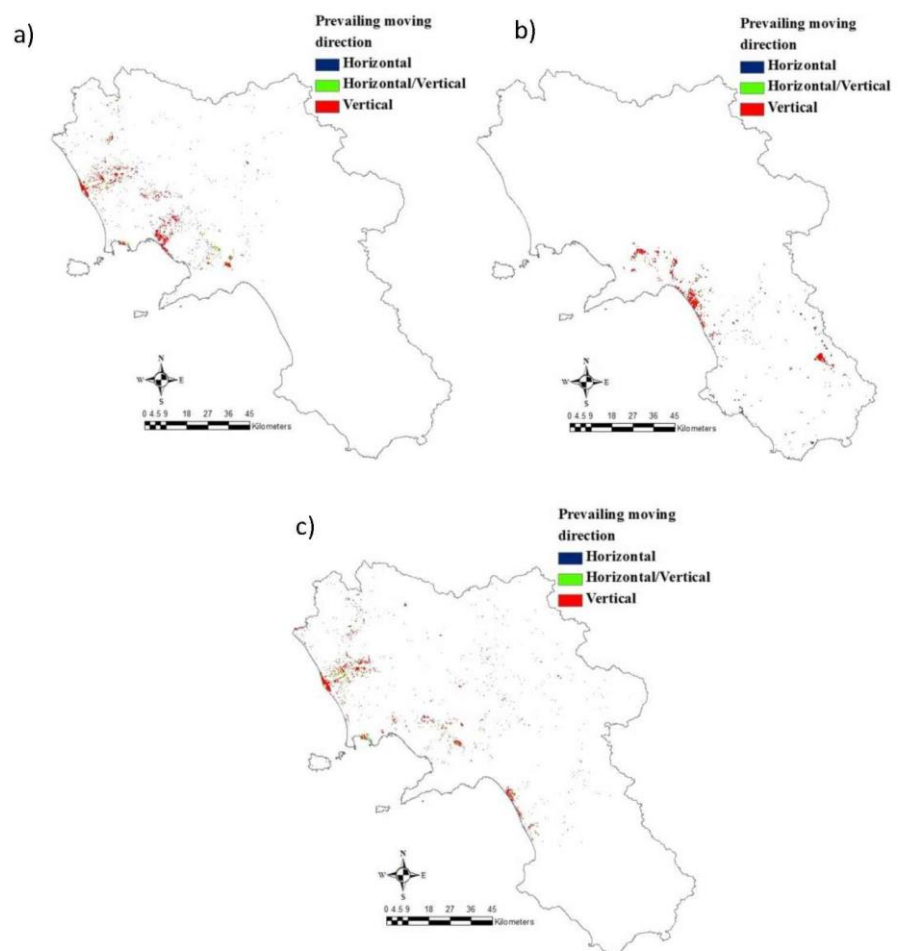 a)
Prevailing moving
direction
Horizontal
Horizontal/Vertical
Vertical
N
W E
S
0 4.5 9 18 27 36 45
Kilometers
b)
Prevailing moving
direction
Horizontal
Horizontal/Vertical
Vertical
N
W E
S
0 4.5 9 18 27 36 45
Kilometers
c)
Prevailing moving
direction
Horizontal
Horizontal/Vertical
Vertical
N
W E
S
0 4.5 9 18 27 36 45
Kilometers